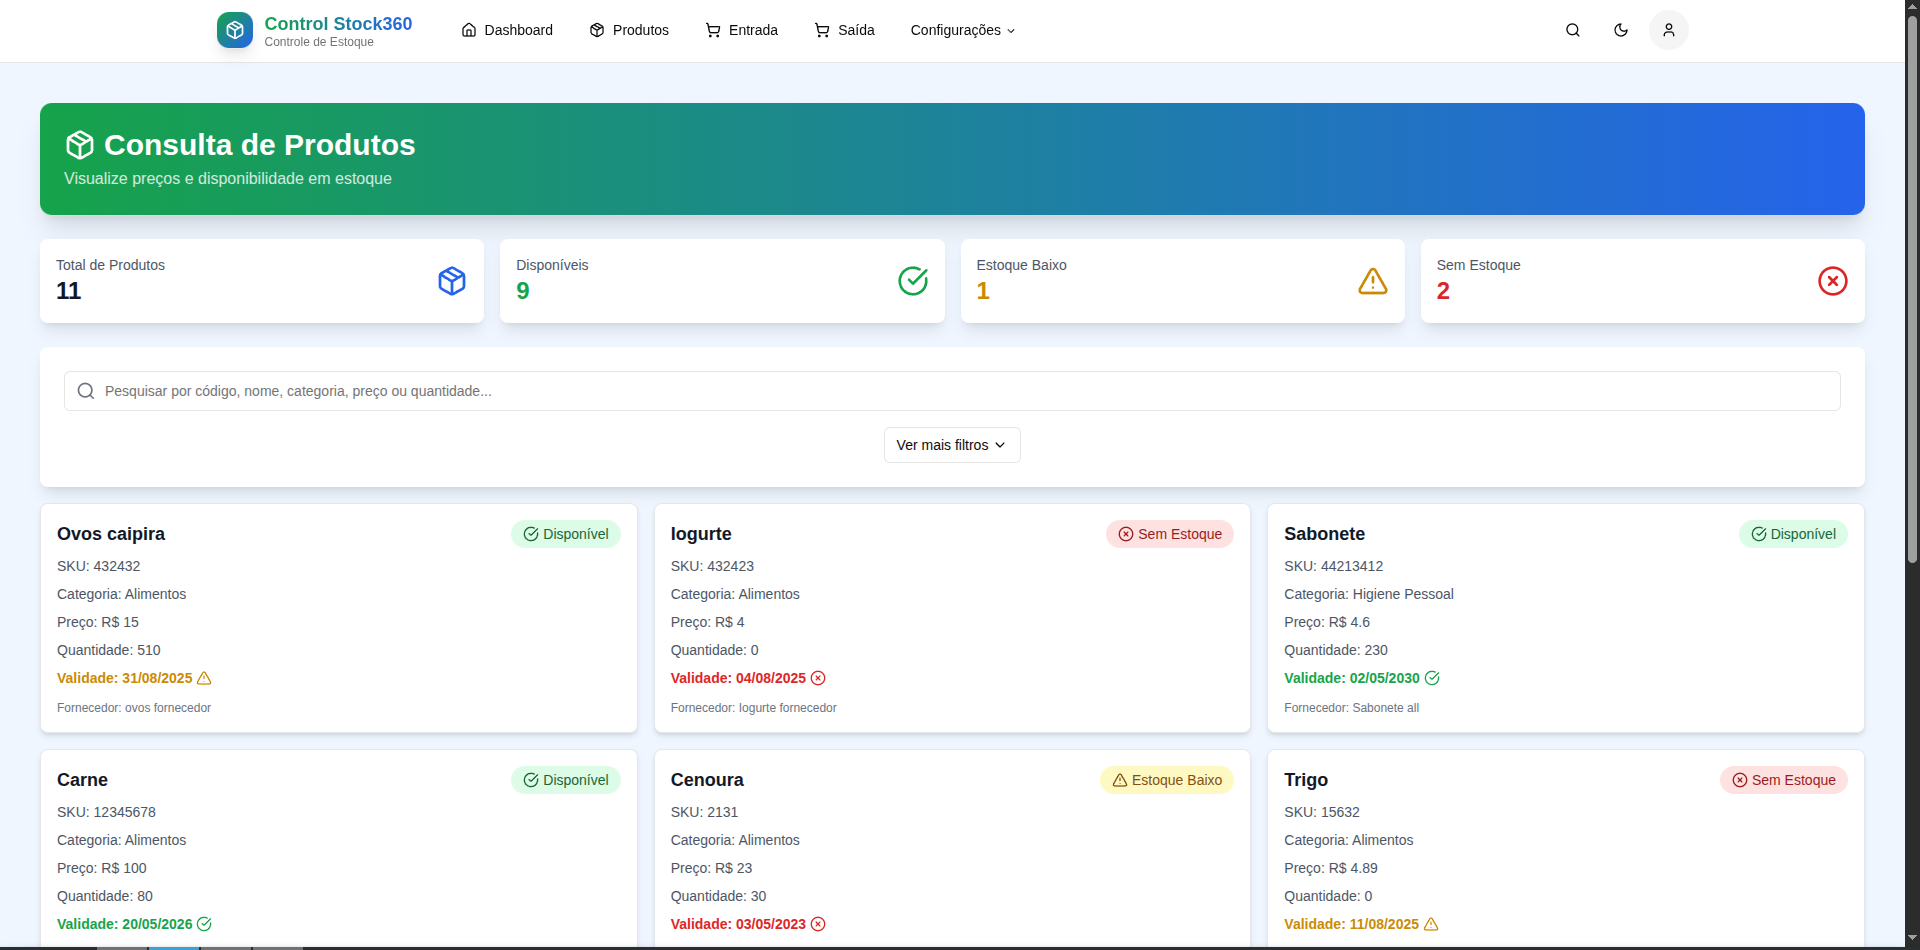 Control Stock360
Controle de Estoque
Dashboard
Produtos
Entrada
Saída
Configurações
Consulta de Produtos
Visualize preços e disponibilidade em estoque
Total de Produtos
11
Disponíveis
9
Estoque Baixo
1
Sem Estoque
2
Pesquisar por código, nome, categoria, preço ou quantidade...
Ver mais filtros
Ovos caipira
Disponível
SKU: 432432
Categoria: Alimentos
Preço: R$ 15
Quantidade: 510
Validade: 31/08/2025
Fornecedor: ovos fornecedor
Iogurte
Sem Estoque
SKU: 432423
Categoria: Alimentos
Preço: R$ 4
Quantidade: 0
Validade: 04/08/2025
Fornecedor: Iogurte fornecedor
Sabonete
Disponível
SKU: 44213412
Categoria: Higiene Pessoal
Preço: R$ 4.6
Quantidade: 230
Validade: 02/05/2030
Fornecedor: Sabonete all
Carne
Disponível
SKU: 12345678
Categoria: Alimentos
Preço: R$ 100
Quantidade: 80
Validade: 20/05/2026
Cenoura
Estoque Baixo
SKU: 2131
Categoria: Alimentos
Preço: R$ 23
Quantidade: 30
Validade: 03/05/2023
Trigo
Sem Estoque
SKU: 15632
Categoria: Alimentos
Preço: R$ 4.89
Quantidade: 0
Validade: 11/08/2025